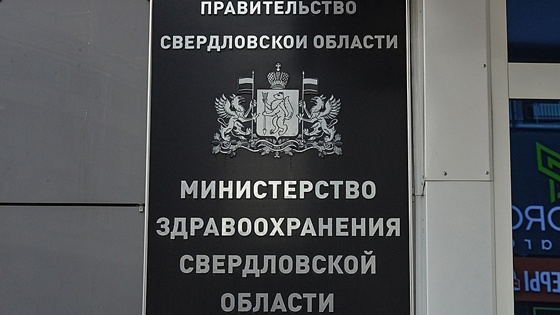 ПРАВИТЕЛЬСТВО
СВЕРДЛОВСКОЙ ОБЛАСТИ
МИНИСТЕРСТВО
ЗДРАВООХРАНЕНИЯ
СВЕРДЛОВСКОЙ
ОБЛАСТИ